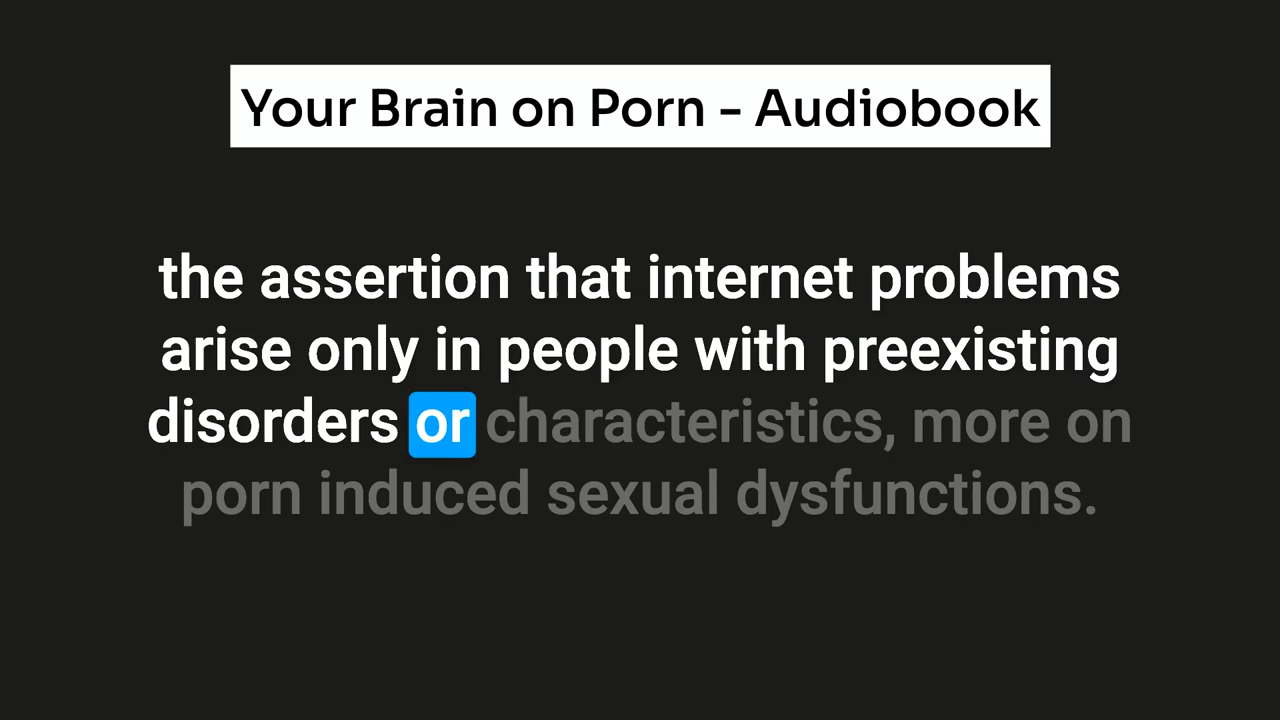 Your Brain on Porn - Audiobook
the assertion that internet problems
arise only in people with preexisting
disorders or characteristics, more on
porn induced sexual dysfunctions.